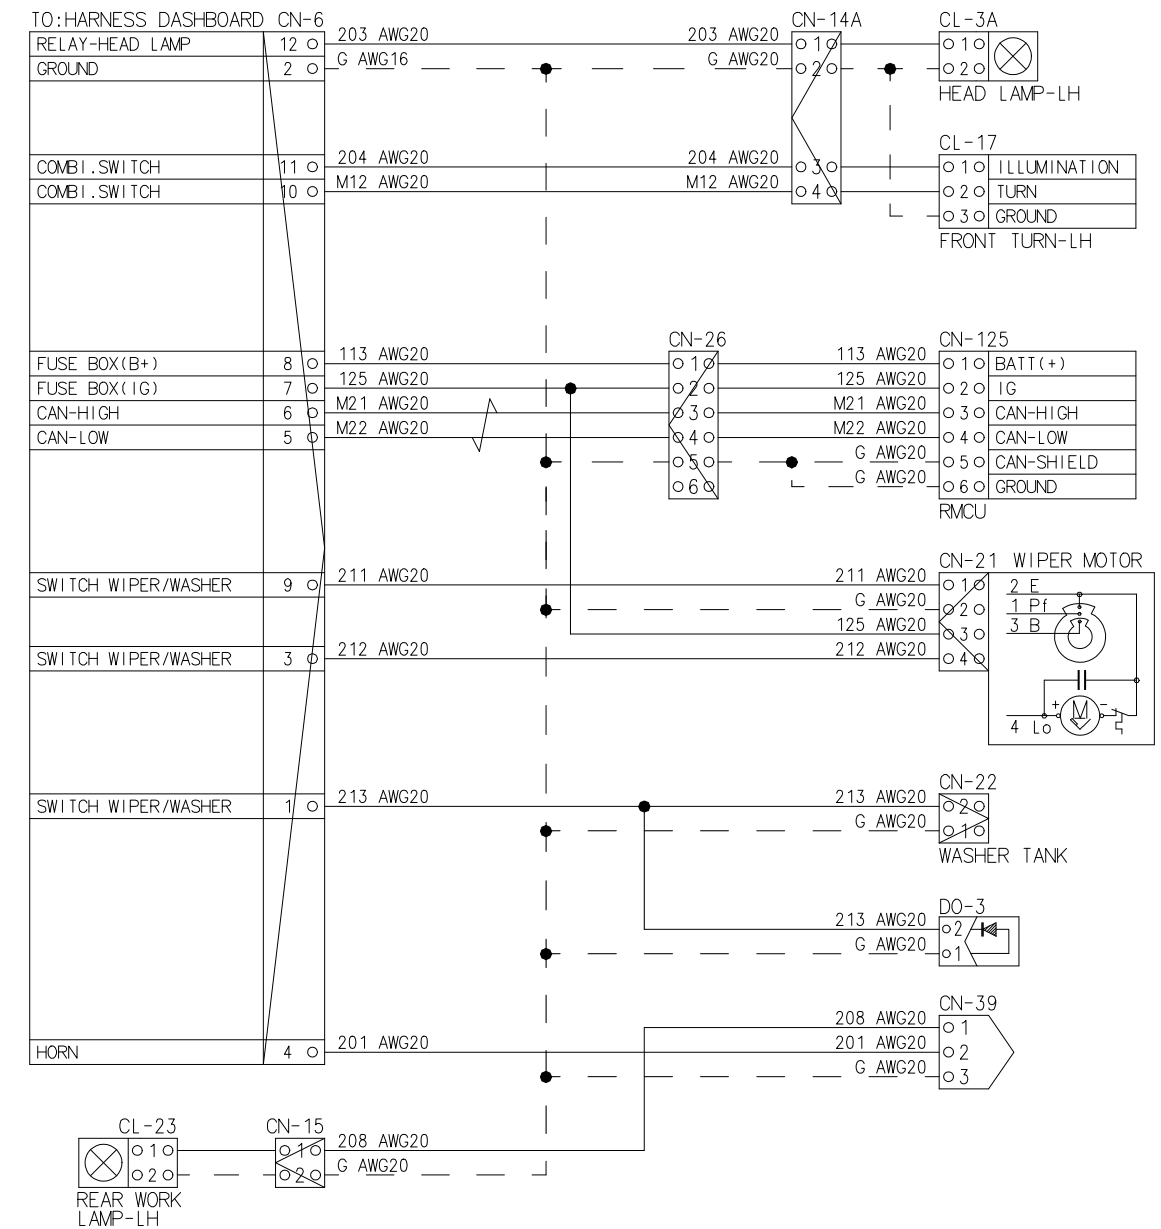 TO:HARNESS DASHBOARD CN-6 CN-14A CL-3A
RELAY-HEAD LAMP 12 203 AWG20 203 AWG20 1 1
GROUND 2 G AWG16 G AWG20 2 2
HEAD LAMP-LH
CL-17
COMBI.SWITCH 11 204 AWG20 204 AWG20 3 1 ILLUMINATION
COMBI.SWITCH 10 M12 AWG20 M12 AWG20 4 2 TURN
3 GROUND
FRONT TURN-LH
CN-26 CN-125
FUSE BOX(B+) 8 113 AWG20 1 113 AWG20 1 BATT(+)
FUSE BOX(IG) 7 125 AWG20 2 125 AWG20 2 IG
CAN-HIGH 6 M21 AWG20 3 M21 AWG20 3 CAN-HIGH
CAN-LOW 5 M22 AWG20 4 M22 AWG20 4 CAN-LOW
5 G AWG20 5 CAN-SHIELD
6 G AWG20 6 GROUND
RMCU
CN-21 WIPER MOTOR
SWITCH WIPER/WASHER 9 211 AWG20 211 AWG20 1 2 E
G AWG20 2 1 Pf
125 AWG20 3 3 B
SWITCH WIPER/WASHER 3 212 AWG20 212 AWG20 4
+ M -
4 Lo
CN-22
SWITCH WIPER/WASHER 1 213 AWG20 213 AWG20 2
G AWG20 1
WASHER TANK
DO-3
213 AWG20 2
G AWG20 1
CN-39
208 AWG20 1
HORN 4 201 AWG20 201 AWG20 2
G AWG20 3
CL-23 CN-15
1 1 208 AWG20
2 2 G AWG20
REAR WORK
LAMP-LH